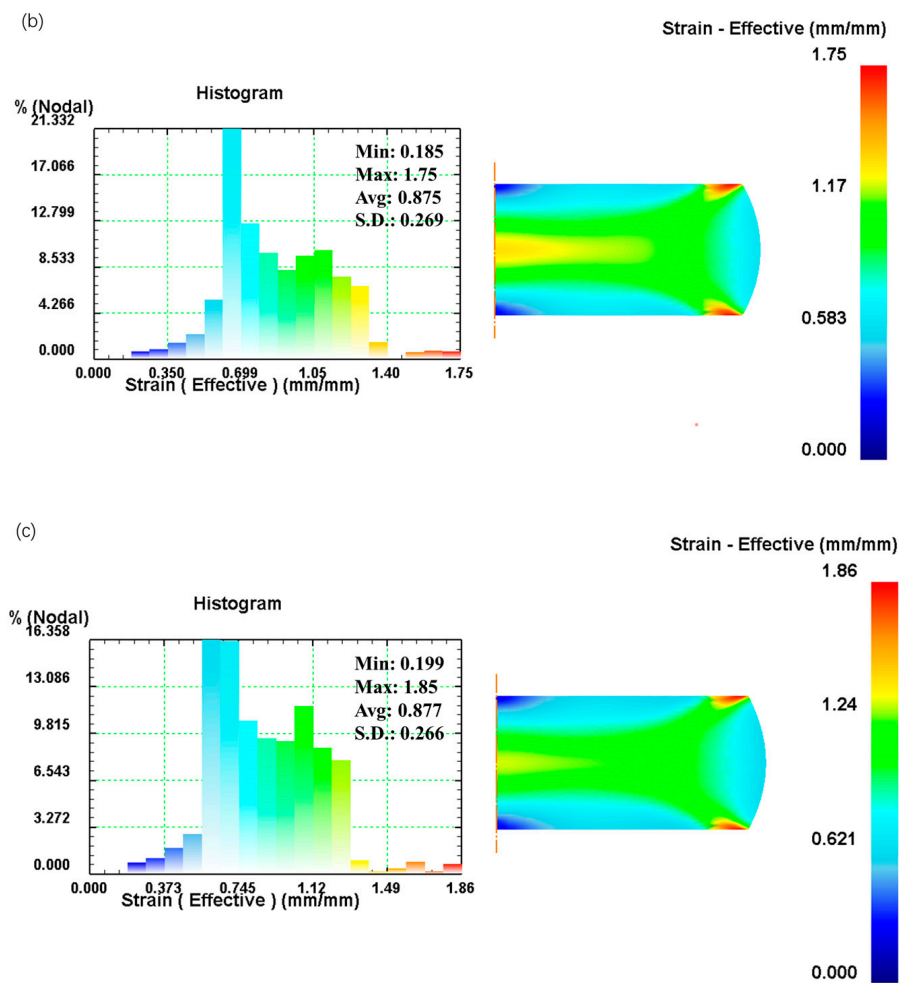 (b)
Strain - Effective (mm/mm)
1.75
1.17
0.583
0.000
Histogram
% (Nodal)
21.332
17.066
12.799
8.533
4.266
0.000
Min: 0.185
Max: 1.75
Avg: 0.875
S.D.: 0.269
0.000 0.350 0.699 1.05 1.40 1.75
Strain ( Effective ) (mm/mm)
(c)
Strain - Effective (mm/mm)
1.86
1.24
0.621
0.000
Histogram
% (Nodal)
16.358
13.086
9.815
6.543
3.272
0.000
Min: 0.199
Max: 1.85
Avg: 0.877
S.D.: 0.266
0.000 0.373 0.745 1.12 1.49 1.86
Strain ( Effective ) (mm/mm)